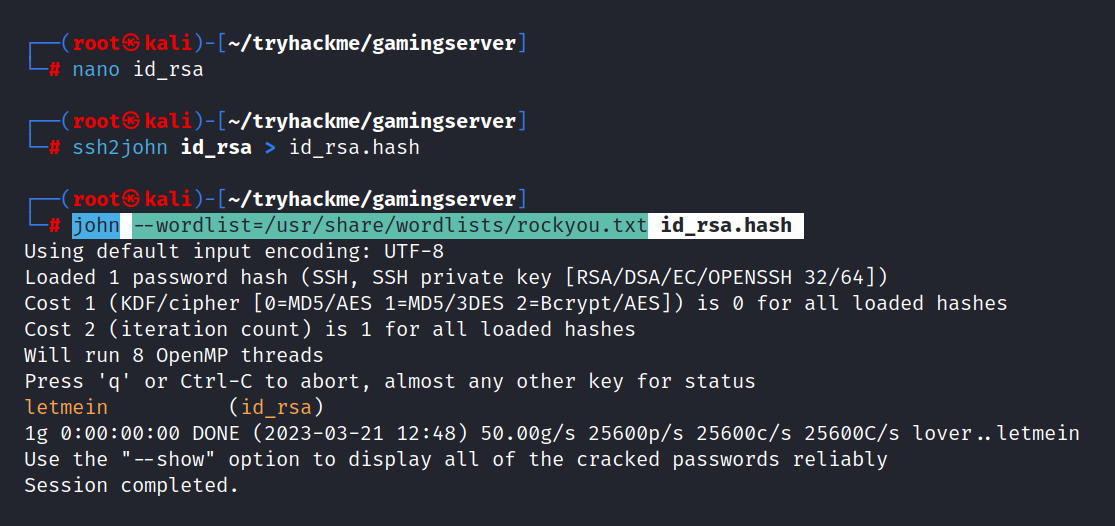 ┌──(root㉿kali)-[~/tryhackme/gamingserver]
└─# nano id_rsa
┌──(root㉿kali)-[~/tryhackme/gamingserver]
└─# ssh2john id_rsa > id_rsa.hash
┌──(root㉿kali)-[~/tryhackme/gamingserver]
└─# john --wordlist=/usr/share/wordlists/rockyou.txt id_rsa.hash
Using default input encoding: UTF-8
Loaded 1 password hash (SSH, SSH private key [RSA/DSA/EC/OPENSSH 32/64])
Cost 1 (KDF/cipher [0=MD5/AES 1=MD5/3DES 2=Bcrypt/AES]) is 0 for all loaded hashes
Cost 2 (iteration count) is 1 for all loaded hashes
Will run 8 OpenMP threads
Press 'q' or Ctrl-C to abort, almost any other key for status
letmein          (id_rsa)
1g 0:00:00:00 DONE (2023-03-21 12:48) 50.00g/s 25600p/s 25600c/s 25600C/s lover..letmein
Use the "--show" option to display all of the cracked passwords reliably
Session completed.